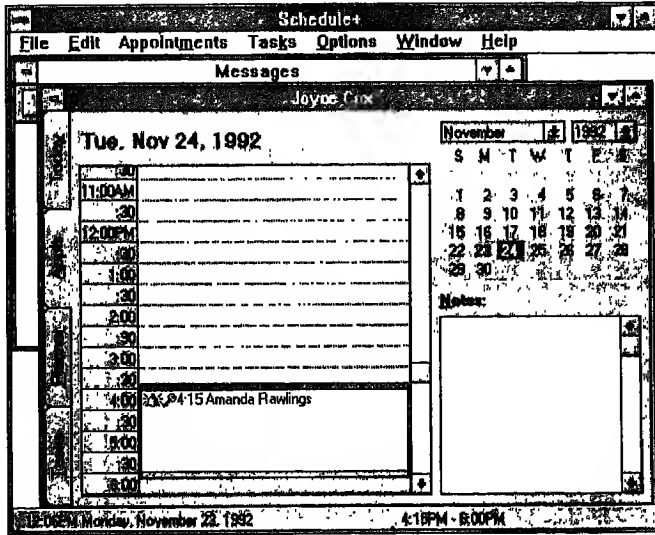 Schedule+
File Edit Appointments Tasks Options Window Help
Messages
Joyce Cox
Tue. Nov 24, 1992
November 1992
S M T W T F S
1 2 3 4 5 6 7
8 9 10 11 12 13 14
15 16 17 18 19 20 21
22 23 24 25 26 27 28
29 30
Notes:
:30
11:00AM
:30
12:00PM
:30
1:00
:30
2:00
:30
3:00
:30
4:00 4:15 Amanda Rawlings
:30
5:00
:30
6:00
12:06PM Monday, November 23, 1992 4:15PM - 6:00PM